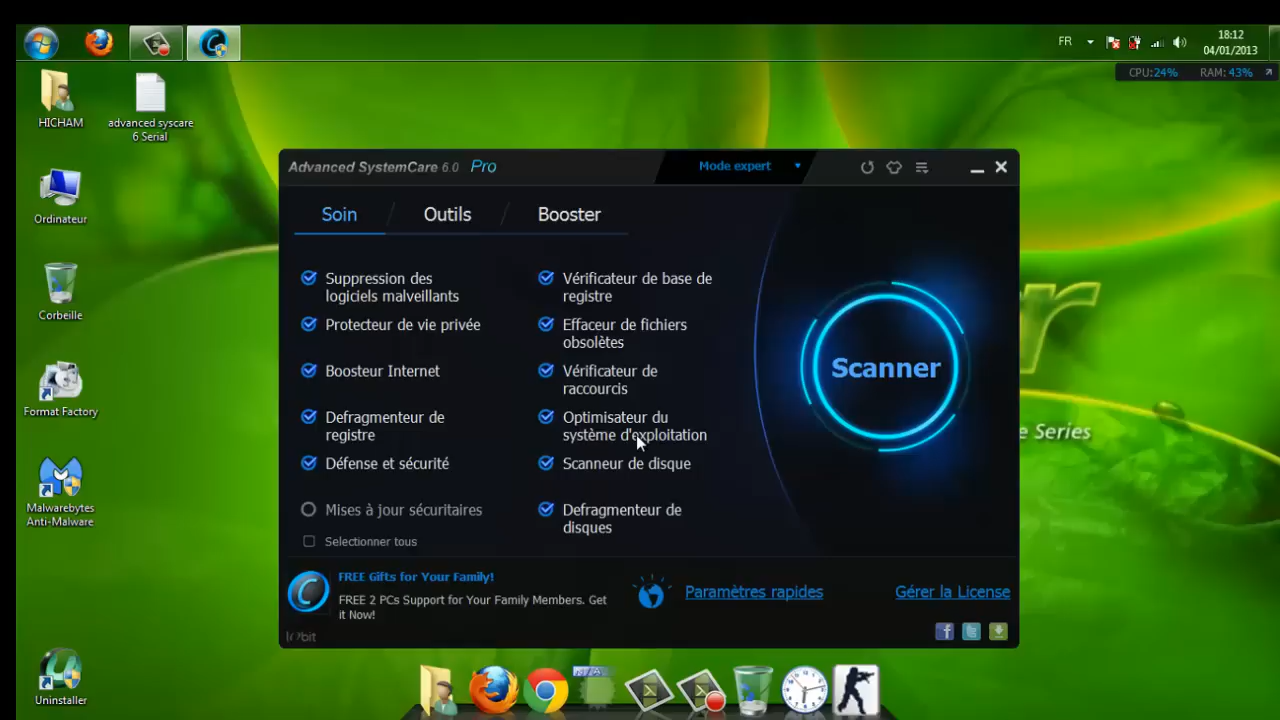 FR
18:12
04/01/2013
CPU:24% RAM: 43%
HICHAM
advanced syscare
6 Serial
Ordinateur
Corbeille
Format Factory
Malwarebytes
Anti-Malware
Uninstaller
Advanced SystemCare 6.0 Pro
Mode expert
Soin
Outils
Booster
Suppression des
logiciels malveillants
Protecteur de vie privée
Boosteur Internet
Defragmenteur de
registre
Défense et sécurité
Mises à jour sécuritaires
Selectionner tous
Vérificateur de base de
registre
Effaceur de fichiers
obsolètes
Vérificateur de
raccourcis
Optimisateur du
système d'exploitation
Scanneur de disque
Defragmenteur de
disques
Scanner
e Series
FREE Gifts for Your Family!
FREE 2 PCs Support for Your Family Members. Get
it Now!
Paramètres rapides
Gérer la License